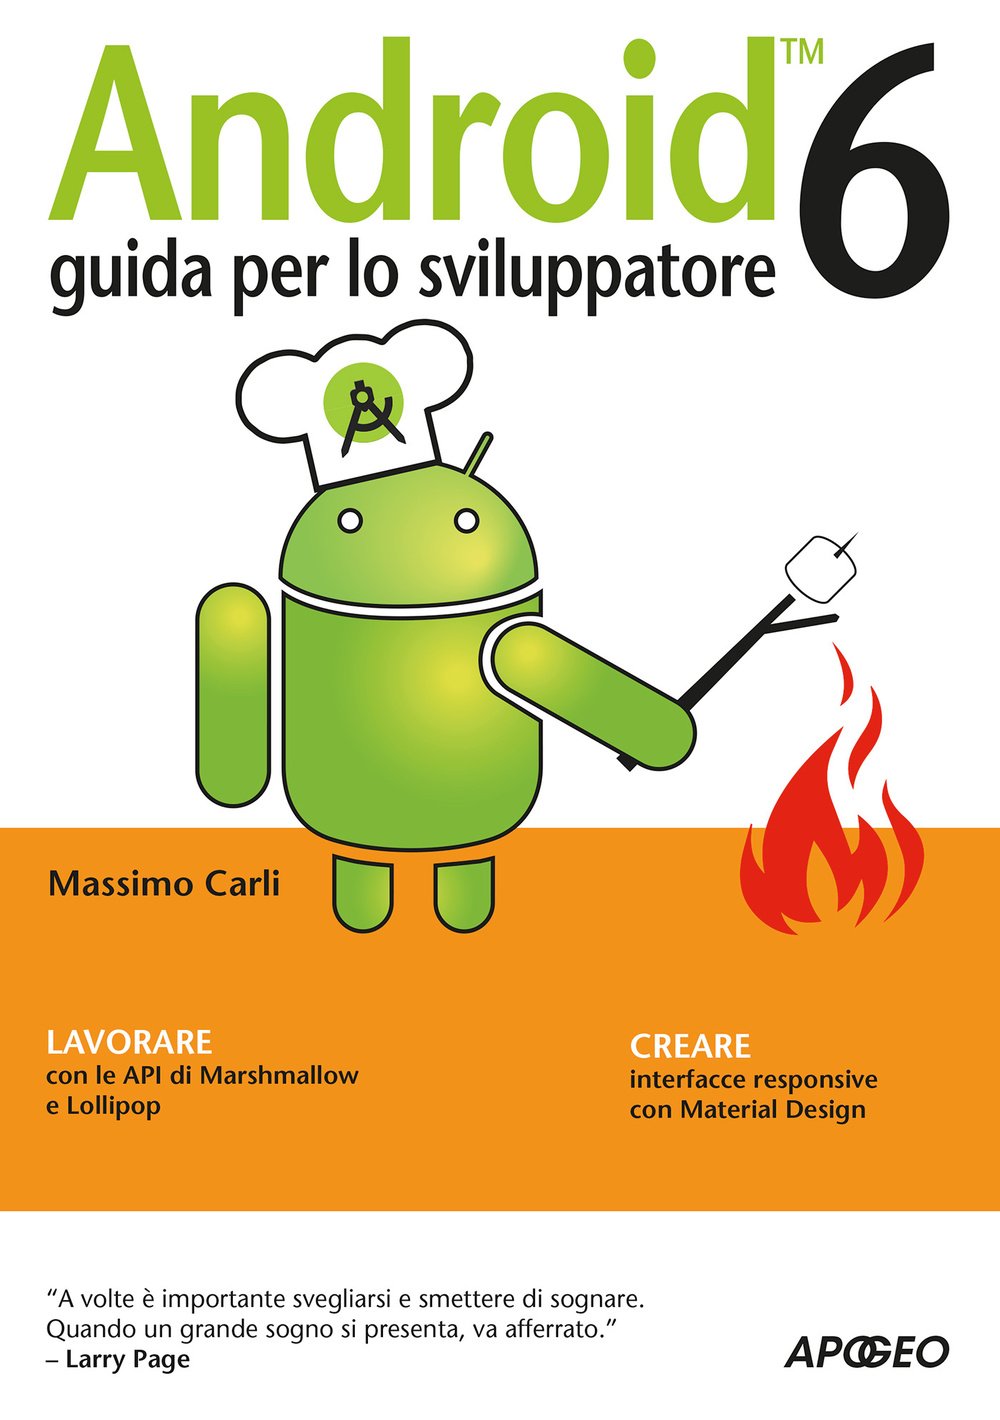 Android™ 6
guida per lo sviluppatore
Massimo Carli
LAVORARE
con le API di Marshmallow
e Lollipop
CREARE
interfacce responsive
con Material Design
“A volte è importante svegliarsi e smettere di sognare.
Quando un grande sogno si presenta, va afferrato.”
– Larry Page
APOGEO